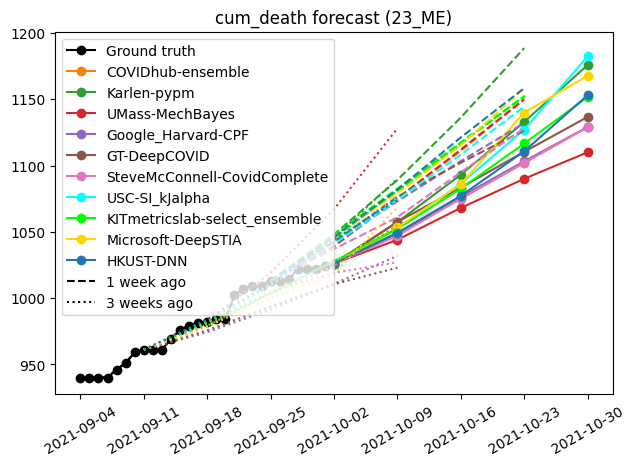 cum_death forecast (23_ME)
1200
1150
1100
1050
1000
950
Ground truth
COVIDhub-ensemble
Karlen-pypm
UMass-MechBayes
Google_Harvard-CPF
GT-DeepCOVID
SteveMcConnell-CovidComplete
USC-SI_kJalpha
KITmetricslab-select_ensemble
Microsoft-DeepSTIA
HKUST-DNN
1 week ago
3 weeks ago
2021-09-04
2021-09-11
2021-09-18
2021-09-25
2021-10-02
2021-10-09
2021-10-16
2021-10-23
2021-10-30